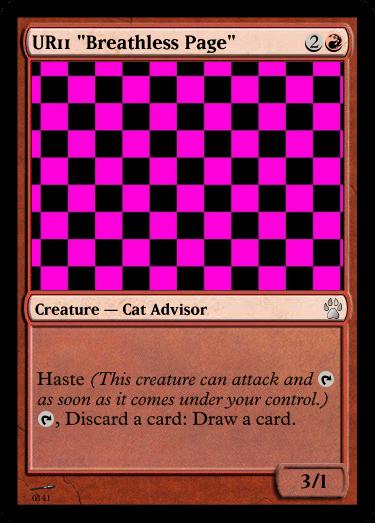 UR11 "Breathless Page" 2
Creature — Cat Advisor
Haste (This creature can attack and
as soon as it comes under your control.)
, Discard a card: Draw a card.
3/1
0141